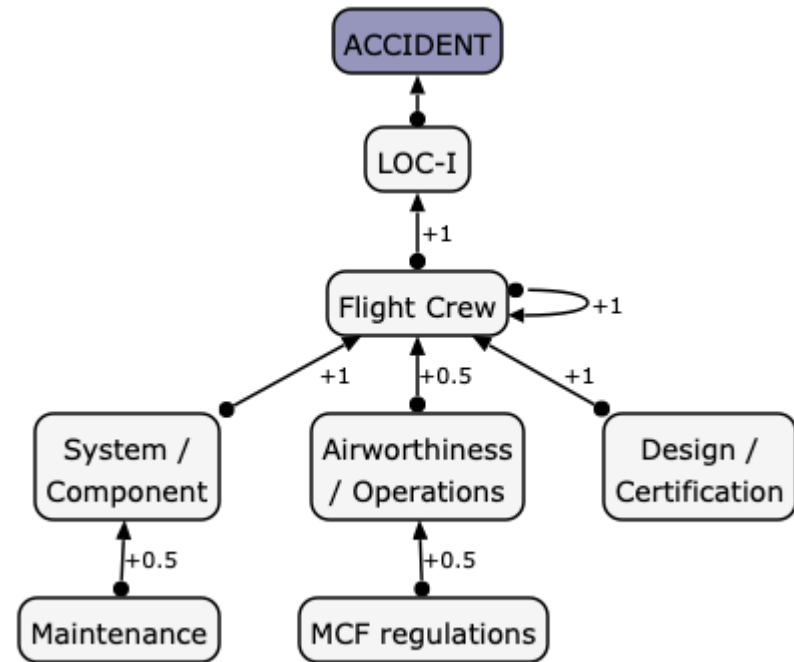 ACCIDENT
LOC-I
+1
Flight Crew
+1
+1
+0.5
+1
System /
Component
Airworthiness
/ Operations
Design /
Certification
+0.5
+0.5
Maintenance
MCF regulations